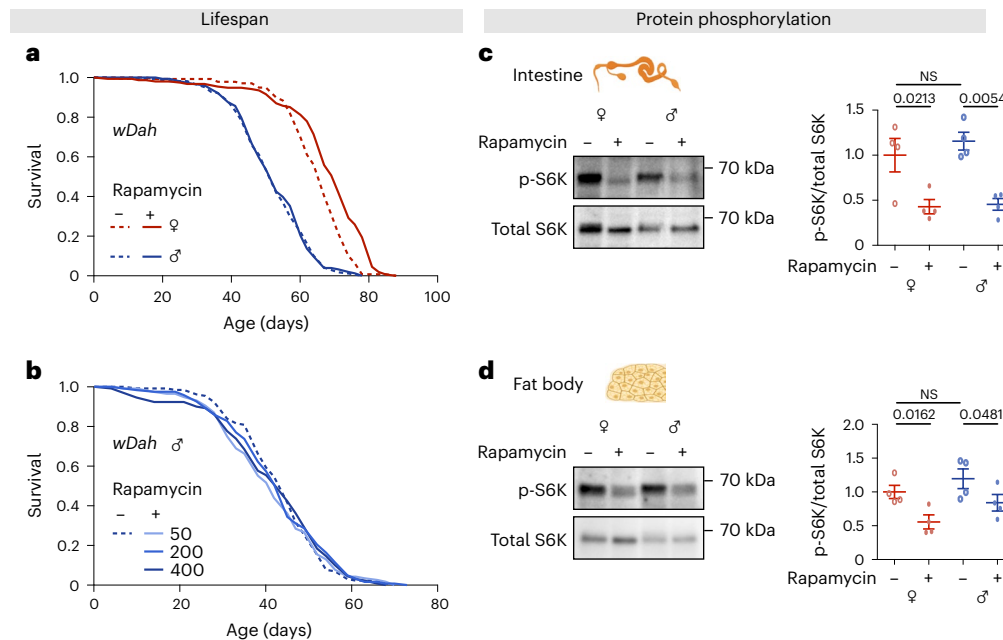 Lifespan
Protein phosphorylation
a
1.0
0.8
0.6
0.4
0.2
0
Survival
wDah
Rapamycin
– +
♀
♂
0 20 40 60 80 100
Age (days)
b
1.0
0.8
0.6
0.4
0.2
0
Survival
wDah ♂
Rapamycin
– +
50
200
400
0 20 40 60 80
Age (days)
c
Intestine
♀ ♂
Rapamycin – + – +
p-S6K
70 kDa
Total S6K
70 kDa
NS
0.0213 0.0054
1.5
1.0
0.5
0
p-S6K/total S6K
Rapamycin – + – +
♀ ♂
d
Fat body
♀ ♂
Rapamycin – + – +
p-S6K
70 kDa
Total S6K
70 kDa
NS
0.0162 0.0481
2.0
1.5
1.0
0.5
0
p-S6K/total S6K
Rapamycin – + – +
♀ ♂